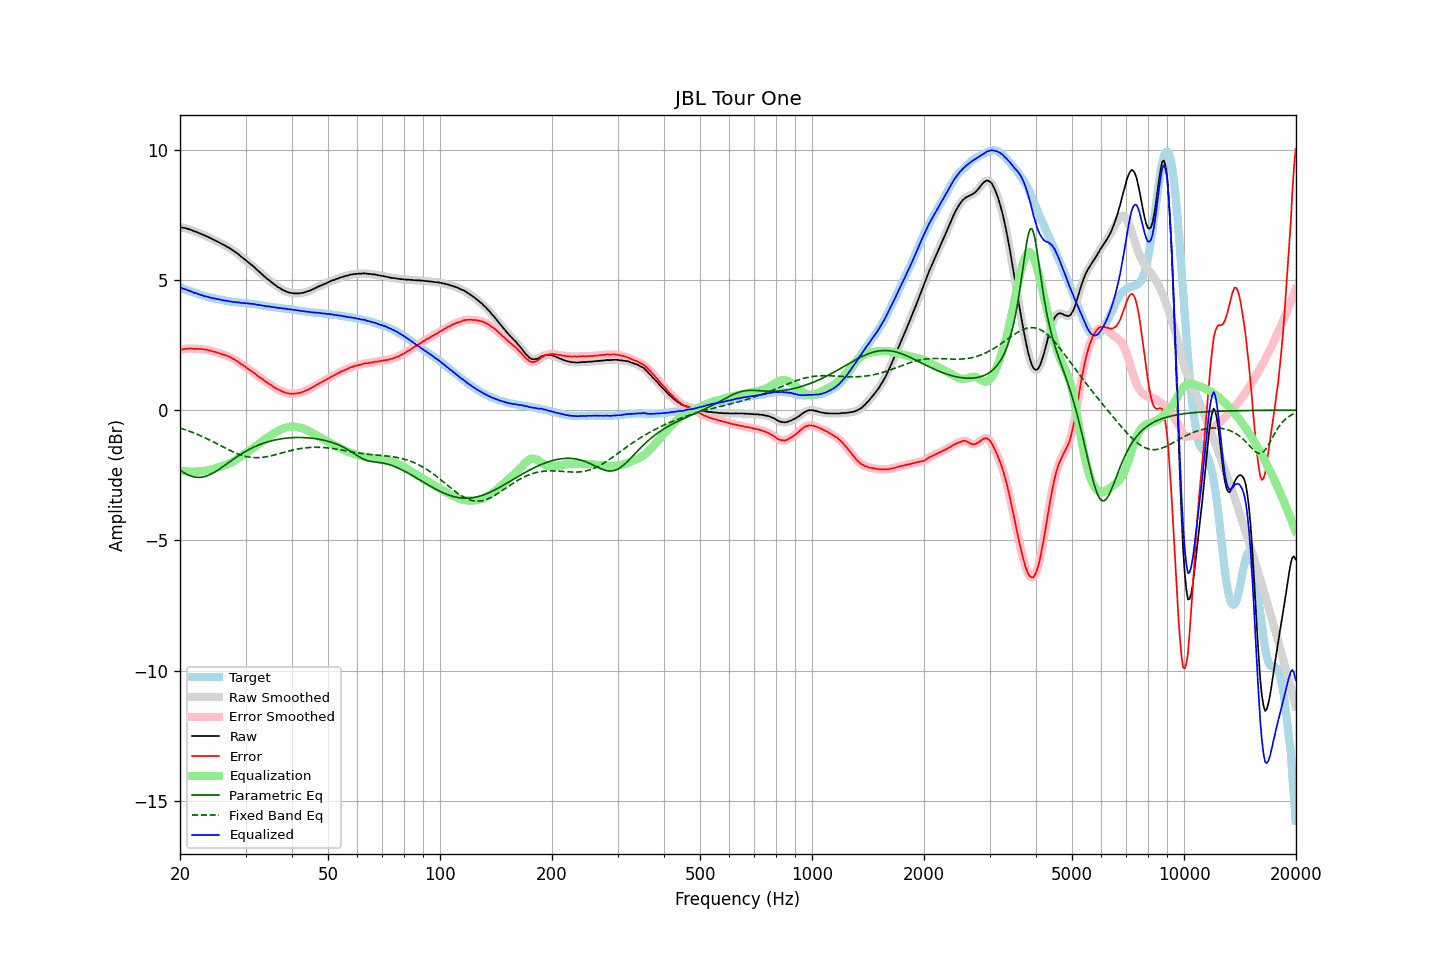 JBL Tour One
10
5
0
−5
−10
−15
Amplitude (dBr)
Target
Raw Smoothed
Error Smoothed
Raw
Error
Equalization
Parametric Eq
Fixed Band Eq
Equalized
20 50 100 200 500 1000 2000 5000 10000 20000
Frequency (Hz)